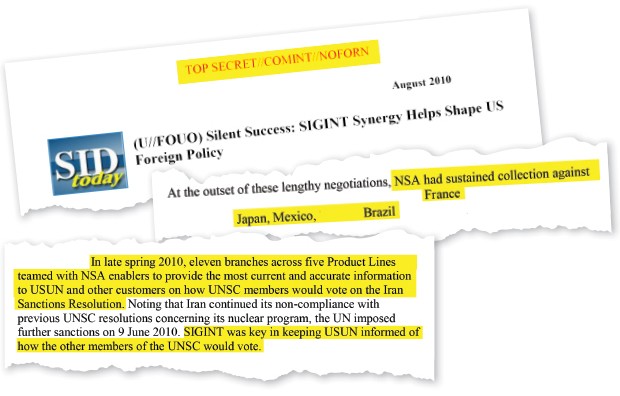 TOP SECRET//COMINT//NOFORN
August 2010
SID
today
(U//FOUO) Silent Success: SIGINT Synergy Helps Shape US
Foreign Policy
At the outset of these lengthy negotiations, NSA had sustained collection against
France
Japan, Mexico, Brazil
In late spring 2010, eleven branches across five Product Lines
teamed with NSA enablers to provide the most current and accurate information
to USUN and other customers on how UNSC members would vote on the Iran
Sanctions Resolution. Noting that Iran continued its non-compliance with
previous UNSC resolutions concerning its nuclear program, the UN imposed
further sanctions on 9 June 2010. SIGINT was key in keeping USUN informed of
how the other members of the UNSC would vote.